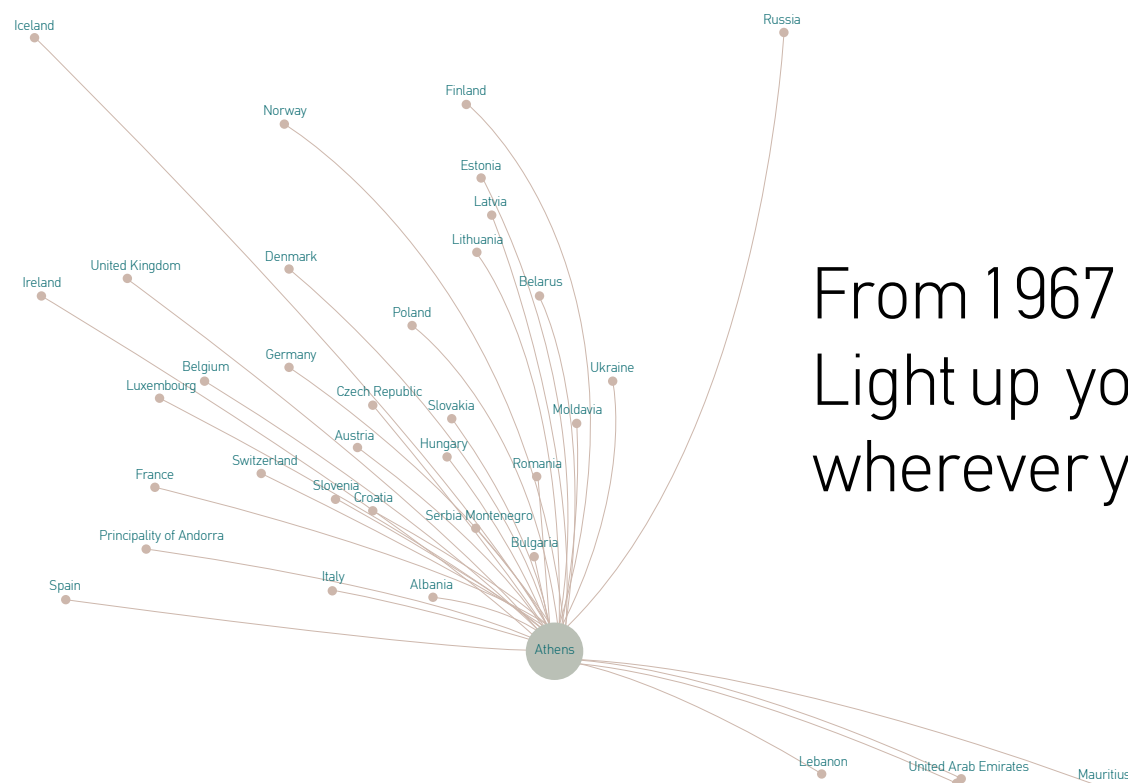 Iceland
Russia
Finland
Norway
Estonia
Latvia
Lithuania
Denmark
United Kingdom
Ireland
Belarus
From 1967
Poland
Germany
Belgium
Ukraine
Light up yo
Luxembourg
Czech Republic
Slovakia
Moldavia
Austria
Hungary
wherever y
Switzerland
Romania
France
Slovenia
Croatia
Serbia Montenegro
Principality of Andorra
Bulgaria
Italy
Spain
Albania
Athens
Lebanon
United Arab Emirates
Mauritius